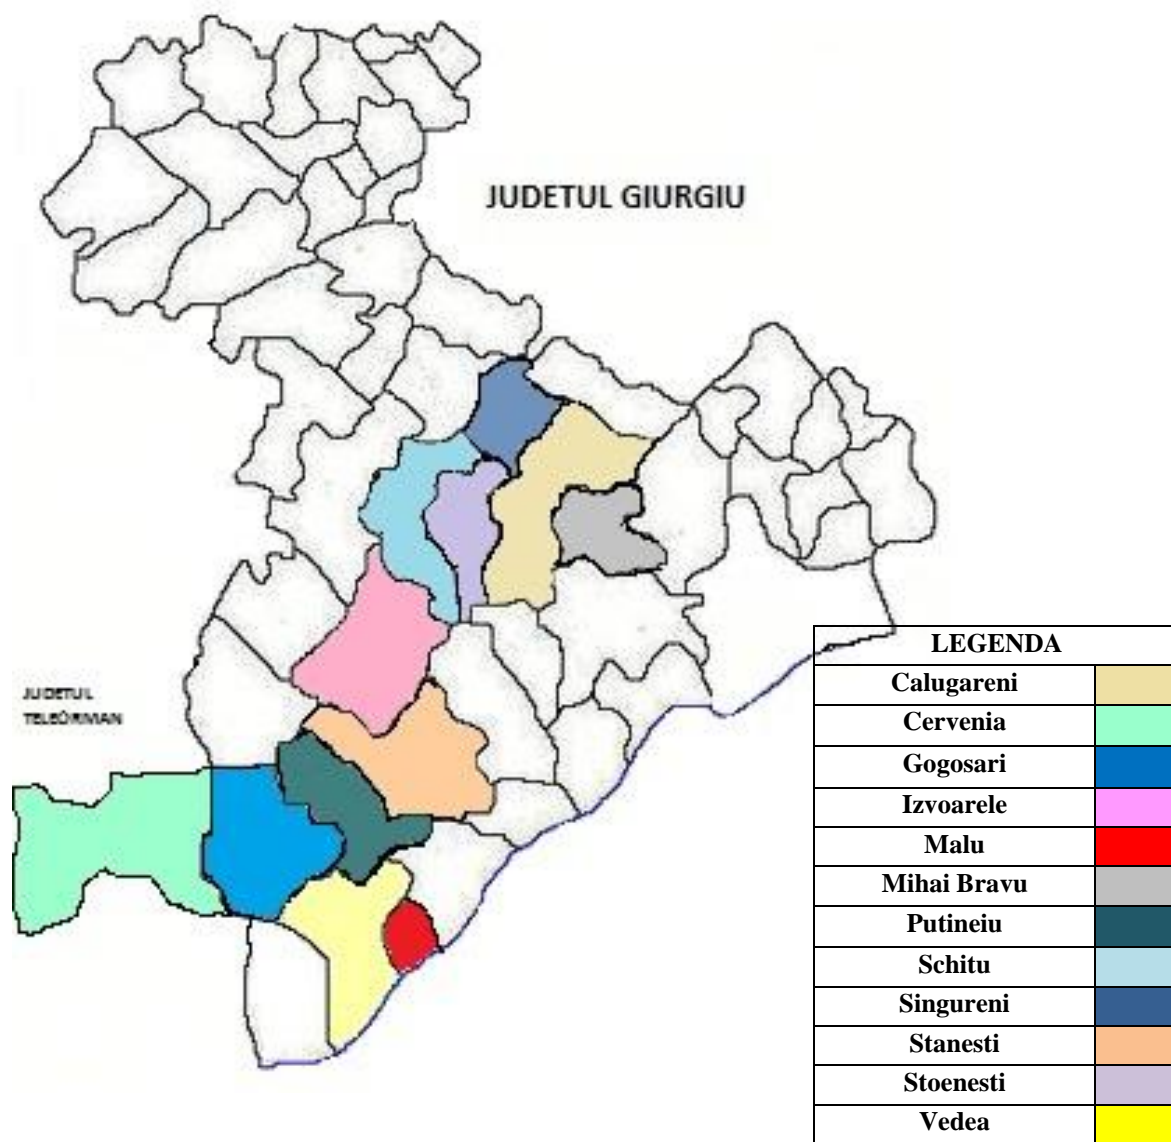 JUDETUL GIURGIU
JUDETUL
TELEORMAN
LEGENDA
Calugareni
Cervenia
Gogosari
Izvoarele
Malu
Mihai Bravu
Putineiu
Schitu
Singureni
Stanesti
Stoenesti
Vedea